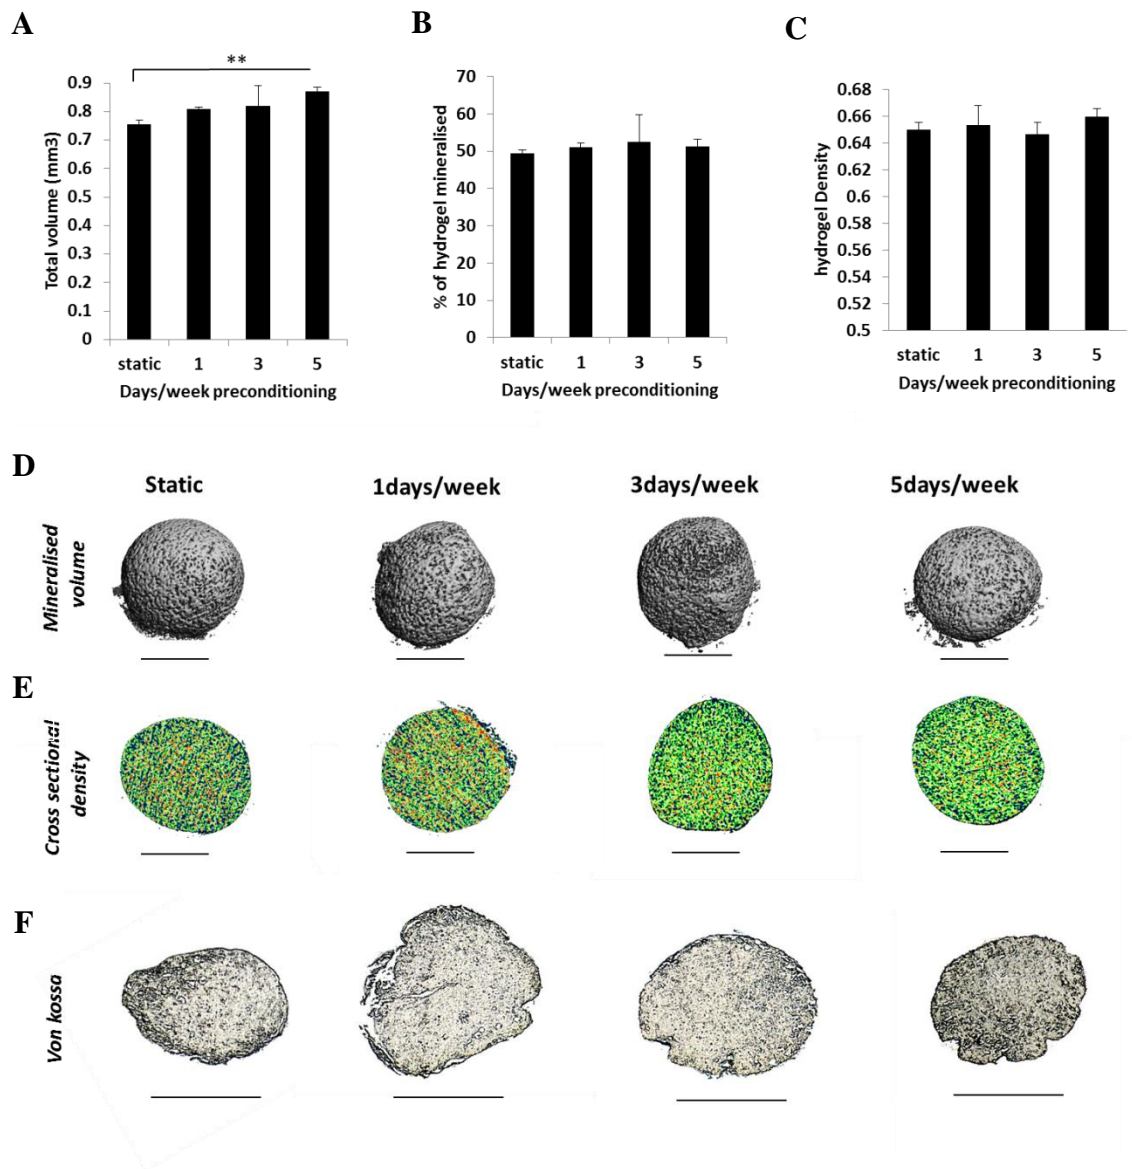 A
B
C
**
Total volume (mm3)
0.9
0.8
0.7
0.6
0.5
0.4
0.3
0.2
0.1
0
static 1 3 5
Days/week preconditioning
% of hydrogel mineralised
70
60
50
40
30
20
10
0
static 1 3 5
Days/week preconditioning
hydrogel Density
0.68
0.66
0.64
0.62
0.6
0.58
0.56
0.54
0.52
0.5
static 1 3 5
Days/week preconditioning
D
Static 1days/week 3days/week 5days/week
Mineralised
volume
E
Cross sectional
density
F
Von kossa